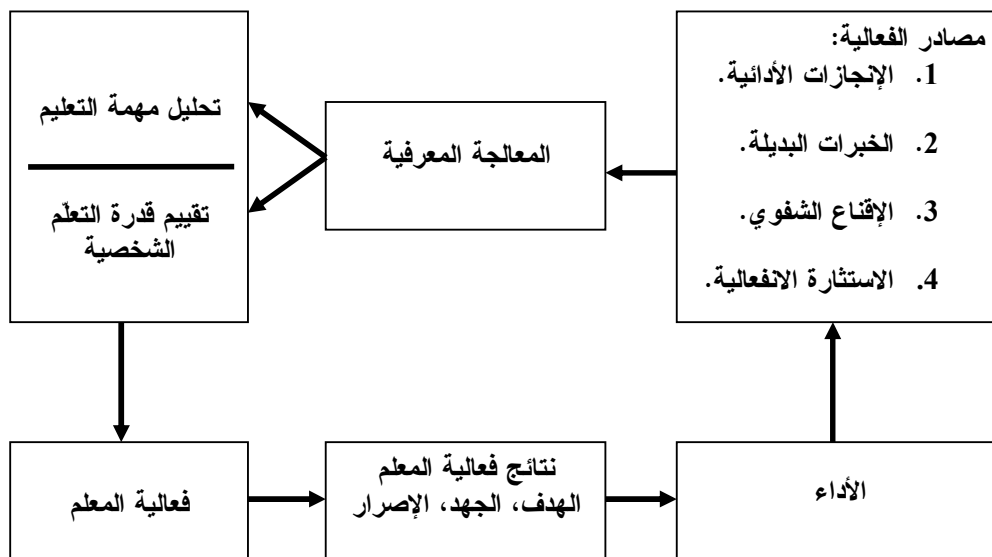 مصادر الفعالية:
1. الإنجازات الأدائية.
2. الخبرات البديلة.
3. الإقناع الشفوي.
4. الاستثارة الانفعالية.
المعالجة المعرفية
تحليل مهمة التعليم
تقييم قدرة التعلّم
الشخصية
فعالية المعلم
نتائج فعالية المعلم
الهدف، الجهد، الإصرار
الأداء